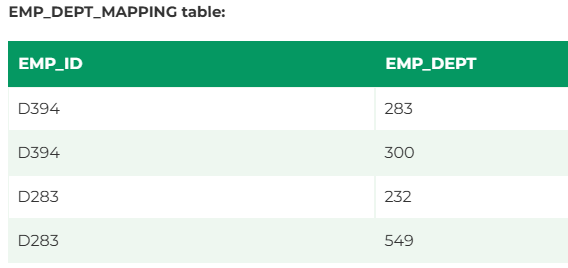 EMP_DEPT_MAPPING table:
EMP_ID EMP_DEPT
D394 283
D394 300
D283 232
D283 549